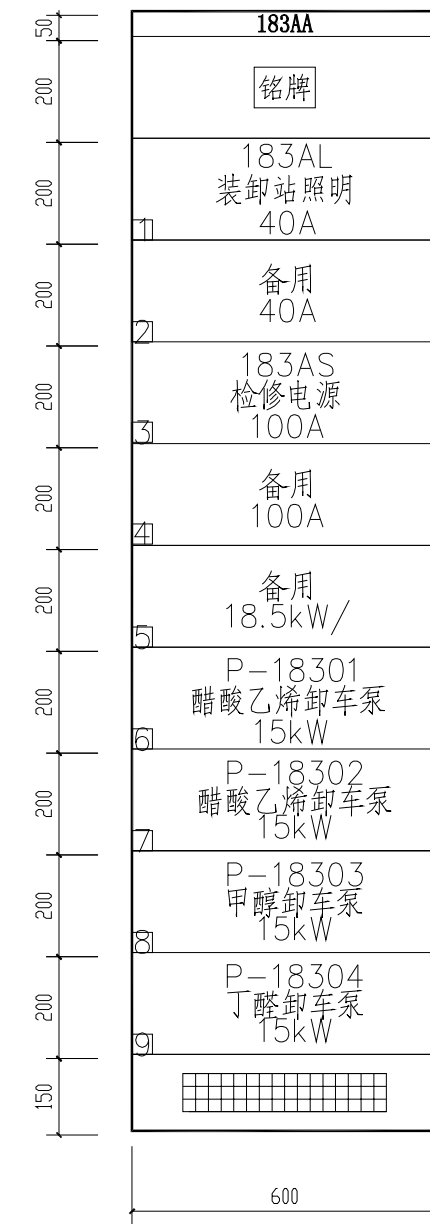 50
183AA
200
铭牌
200
183AL
装卸站照明
40A
1
200
备用
40A
2
200
183AS
检修电源
100A
3
200
备用
100A
4
200
备用
18.5kW/
5
200
P-18301
醋酸乙烯卸车泵
15kW
6
200
P-18302
醋酸乙烯卸车泵
15kW
7
200
P-18303
甲醇卸车泵
15kW
8
200
P-18304
丁醛卸车泵
15kW
9
150
600